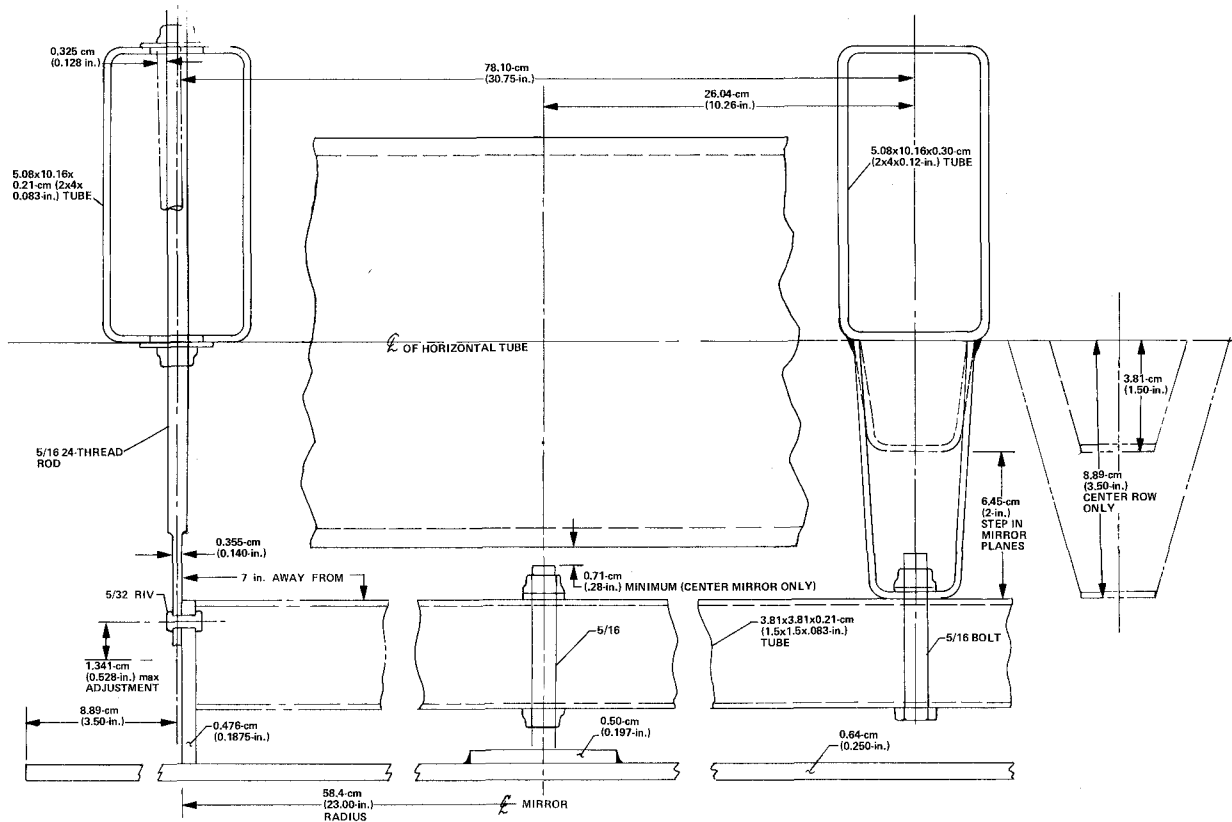 0.325 cm
(0.128 in.)
78.10-cm
(30.75-in.)
26.04-cm
(10.26-in.)
5.08x10.16x
0.21-cm (2x4x
0.083-in.) TUBE
5.08x10.16x0.30-cm
(2x4x0.12-in.) TUBE
℄ OF HORIZONTAL TUBE
3.81-cm
(1.50-in.)
5/16 24-THREAD
ROD
8.89-cm
(3.50-in.)
CENTER ROW
ONLY
6.45-cm
(2-in.)
STEP IN
MIRROR
PLANES
0.355-cm
(0.140-in.)
7 in. AWAY FROM
0.71-cm
(.28-in.) MINIMUM (CENTER MIRROR ONLY)
5/32 RIV
3.81x3.81x0.21-cm
(1.5x1.5x.083-in.)
TUBE
5/16
5/16 BOLT
1.341-cm
(0.528-in.) max
ADJUSTMENT
8.89-cm
(3.50-in.)
0.476-cm
(0.1875-in.)
0.50-cm
(0.197-in.)
0.64-cm
(0.250-in.)
58.4-cm
(23.00-in.)
RADIUS
℄ MIRROR